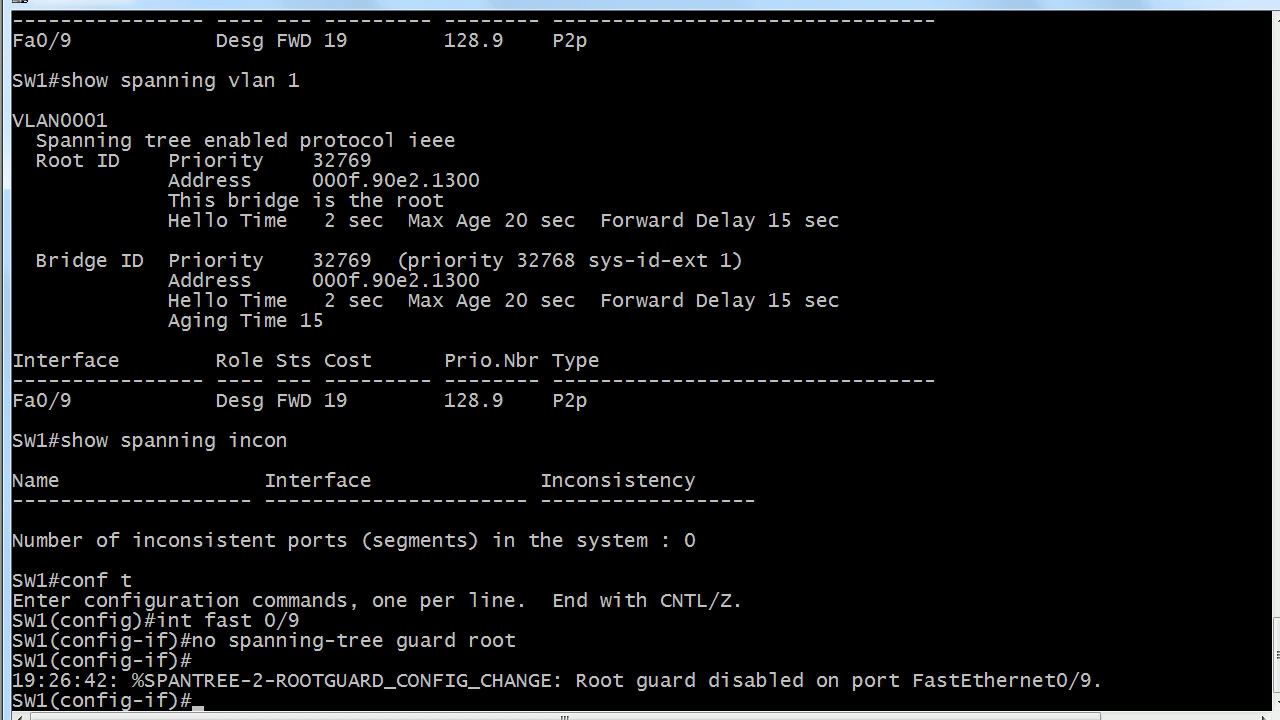 ---------------- ---- --- --------- -------- --------------------------------
Fa0/9            Desg FWD 19        128.9    P2p
SW1#show spanning vlan 1
VLAN0001
  Spanning tree enabled protocol ieee
  Root ID    Priority    32769
             Address     000f.90e2.1300
             This bridge is the root
             Hello Time   2 sec  Max Age 20 sec  Forward Delay 15 sec
  Bridge ID  Priority    32769  (priority 32768 sys-id-ext 1)
             Address     000f.90e2.1300
             Hello Time   2 sec  Max Age 20 sec  Forward Delay 15 sec
             Aging Time 15
Interface        Role Sts Cost      Prio.Nbr Type
---------------- ---- --- --------- -------- --------------------------------
Fa0/9            Desg FWD 19        128.9    P2p
SW1#show spanning incon
Name                 Interface              Inconsistency
-------------------- ---------------------- ------------------
Number of inconsistent ports (segments) in the system : 0
SW1#conf t
Enter configuration commands, one per line.  End with CNTL/Z.
SW1(config)#int fast 0/9
SW1(config-if)#no spanning-tree guard root
SW1(config-if)#
19:26:42: %SPANTREE-2-ROOTGUARD_CONFIG_CHANGE: Root guard disabled on port FastEthernet0/9.
SW1(config-if)#